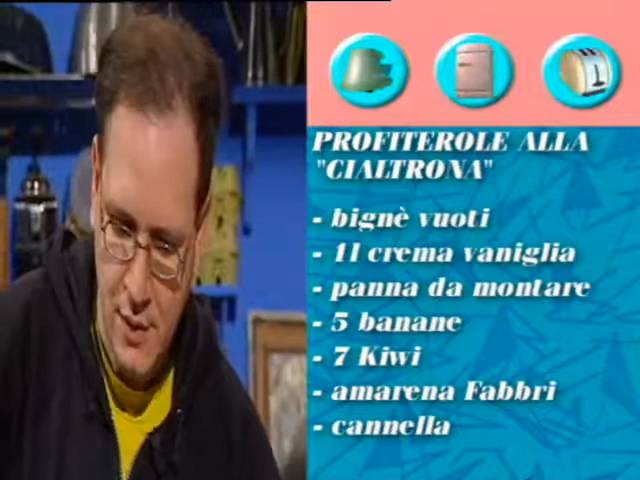 PROFITEROLE ALLA
"CIALTRONA"
- bignè vuoti
- 1l crema vaniglia
- panna da montare
- 5 banane
- 7 Kiwi
- amarena Fabbri
- cannella